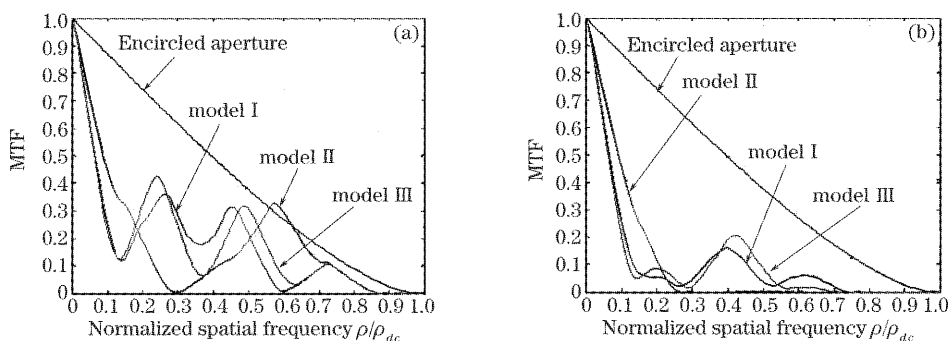 (a)
MTF
1.0
0.9
0.8
0.7
0.6
0.5
0.4
0.3
0.2
0.1
0
Encircled aperture
model I
model II
model III
0 0.1 0.2 0.3 0.4 0.5 0.6 0.7 0.8 0.9 1.0
Normalized spatial frequency ρ/ρdc
(b)
MTF
1.0
0.9
0.8
0.7
0.6
0.5
0.4
0.3
0.2
0.1
0
Encircled aperture
model II
model I
model III
0 0.1 0.2 0.3 0.4 0.5 0.6 0.7 0.8 0.9 1.0
Normalized spatial frequency ρ/ρdc